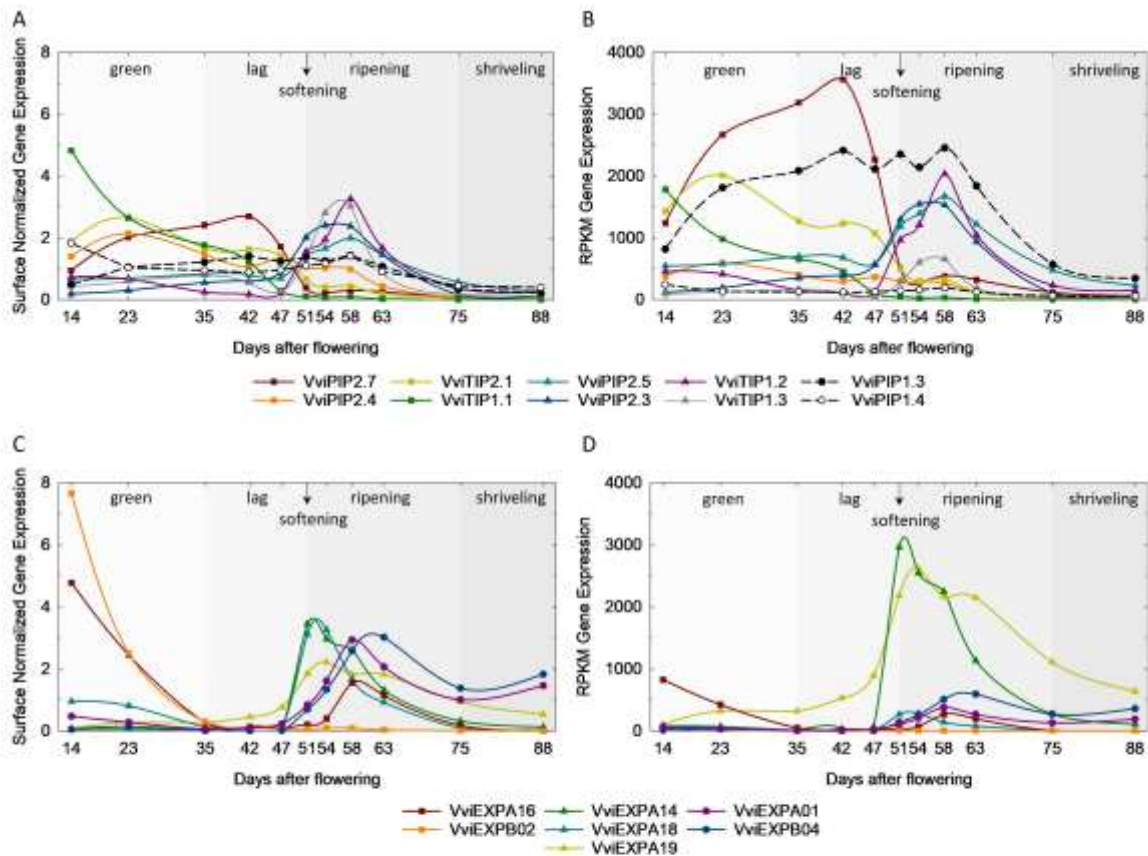 A
B
8
6
4
2
0
Surface Normalized Gene Expression
green
lag
ripening
shriveling
softening
14 23 35 42 47 51 54 58 63 75 88
Days after flowering
4000
3000
2000
1000
0
RPKM Gene Expression
green
lag
ripening
shriveling
softening
14 23 35 42 47 51 54 58 63 75 88
Days after flowering
VviPIP2.7 VviTIP2.1 VviPIP2.5 VviTIP1.2 VviPIP1.3
VviPIP2.4 VviTIP1.1 VviPIP2.3 VviTIP1.3 VviPIP1.4
C
D
8
6
4
2
0
Surface Normalized Gene Expression
green
lag
ripening
shriveling
softening
14 23 35 42 47 51 54 58 63 75 88
Days after flowering
4000
3000
2000
1000
0
RPKM Gene Expression
green
lag
ripening
shriveling
softening
14 23 35 42 47 51 54 58 63 75 88
Days after flowering
VviEXPA16 VviEXPA14 VviEXPA01
VviEXPB02 VviEXPA18 VviEXPB04
VviEXPA19